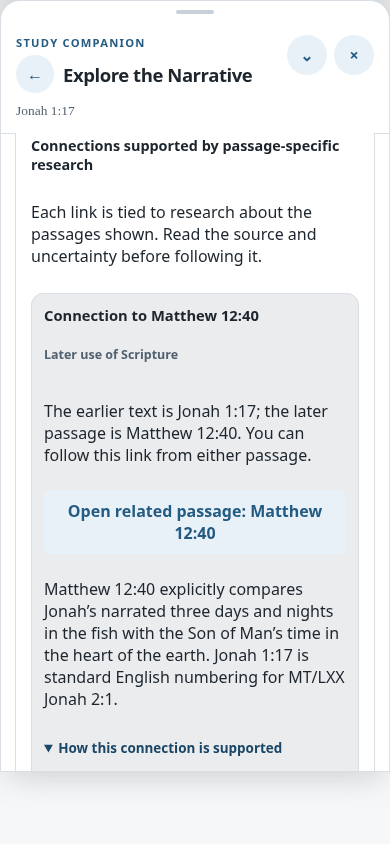 STUDY COMPANION
← Explore the Narrative
Jonah 1:17
Connections supported by passage-specific
research
Each link is tied to research about the
passages shown. Read the source and
uncertainty before following it.
Connection to Matthew 12:40
Later use of Scripture
The earlier text is Jonah 1:17; the later
passage is Matthew 12:40. You can
follow this link from either passage.
Open related passage: Matthew
12:40
Matthew 12:40 explicitly compares
Jonah’s narrated three days and nights
in the fish with the Son of Man’s time in
the heart of the earth. Jonah 1:17 is
standard English numbering for MT/LXX
Jonah 2:1.
▼ How this connection is supported